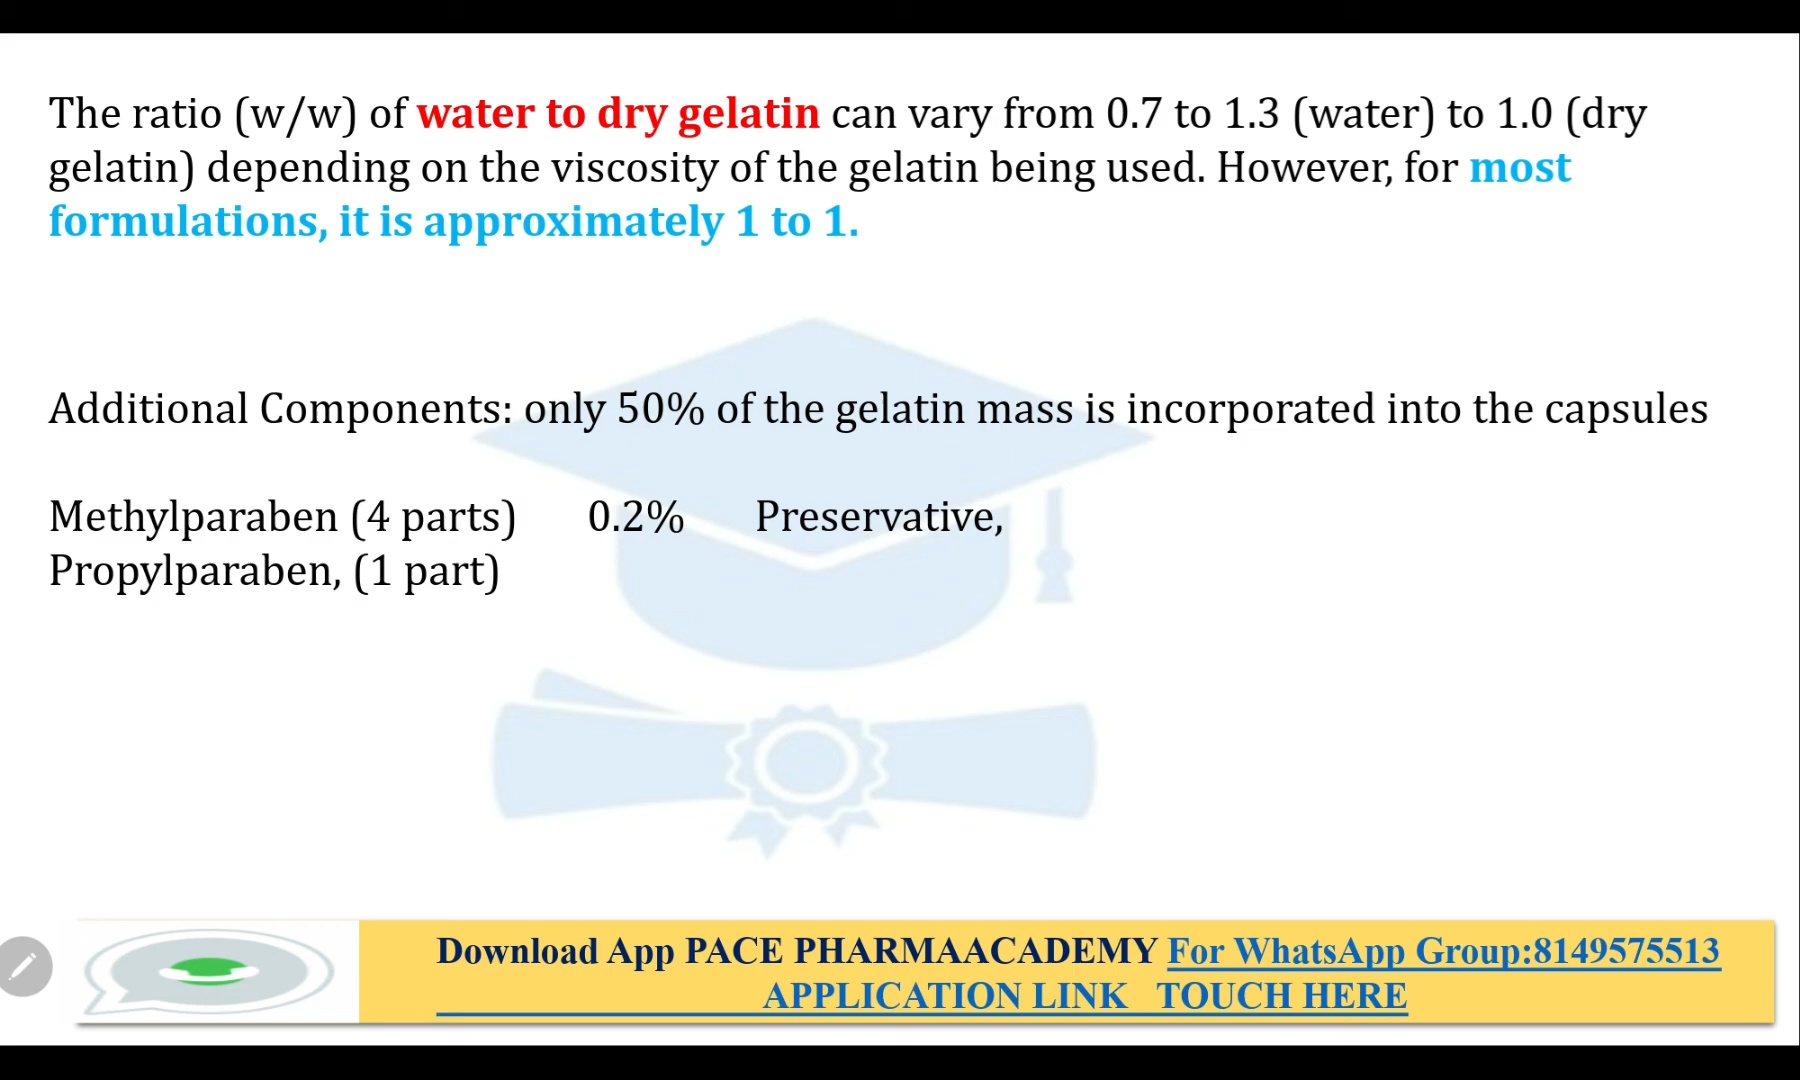 The ratio (w/w) of water to dry gelatin can vary from 0.7 to 1.3 (water) to 1.0 (dry
gelatin) depending on the viscosity of the gelatin being used. However, for most
formulations, it is approximately 1 to 1.
Additional Components: only 50% of the gelatin mass is incorporated into the capsules
Methylparaben (4 parts) 0.2% Preservative,
Propylparaben, (1 part)
Download App PACE PHARMAACADEMY For WhatsApp Group:8149575513
APPLICATION LINK TOUCH HERE